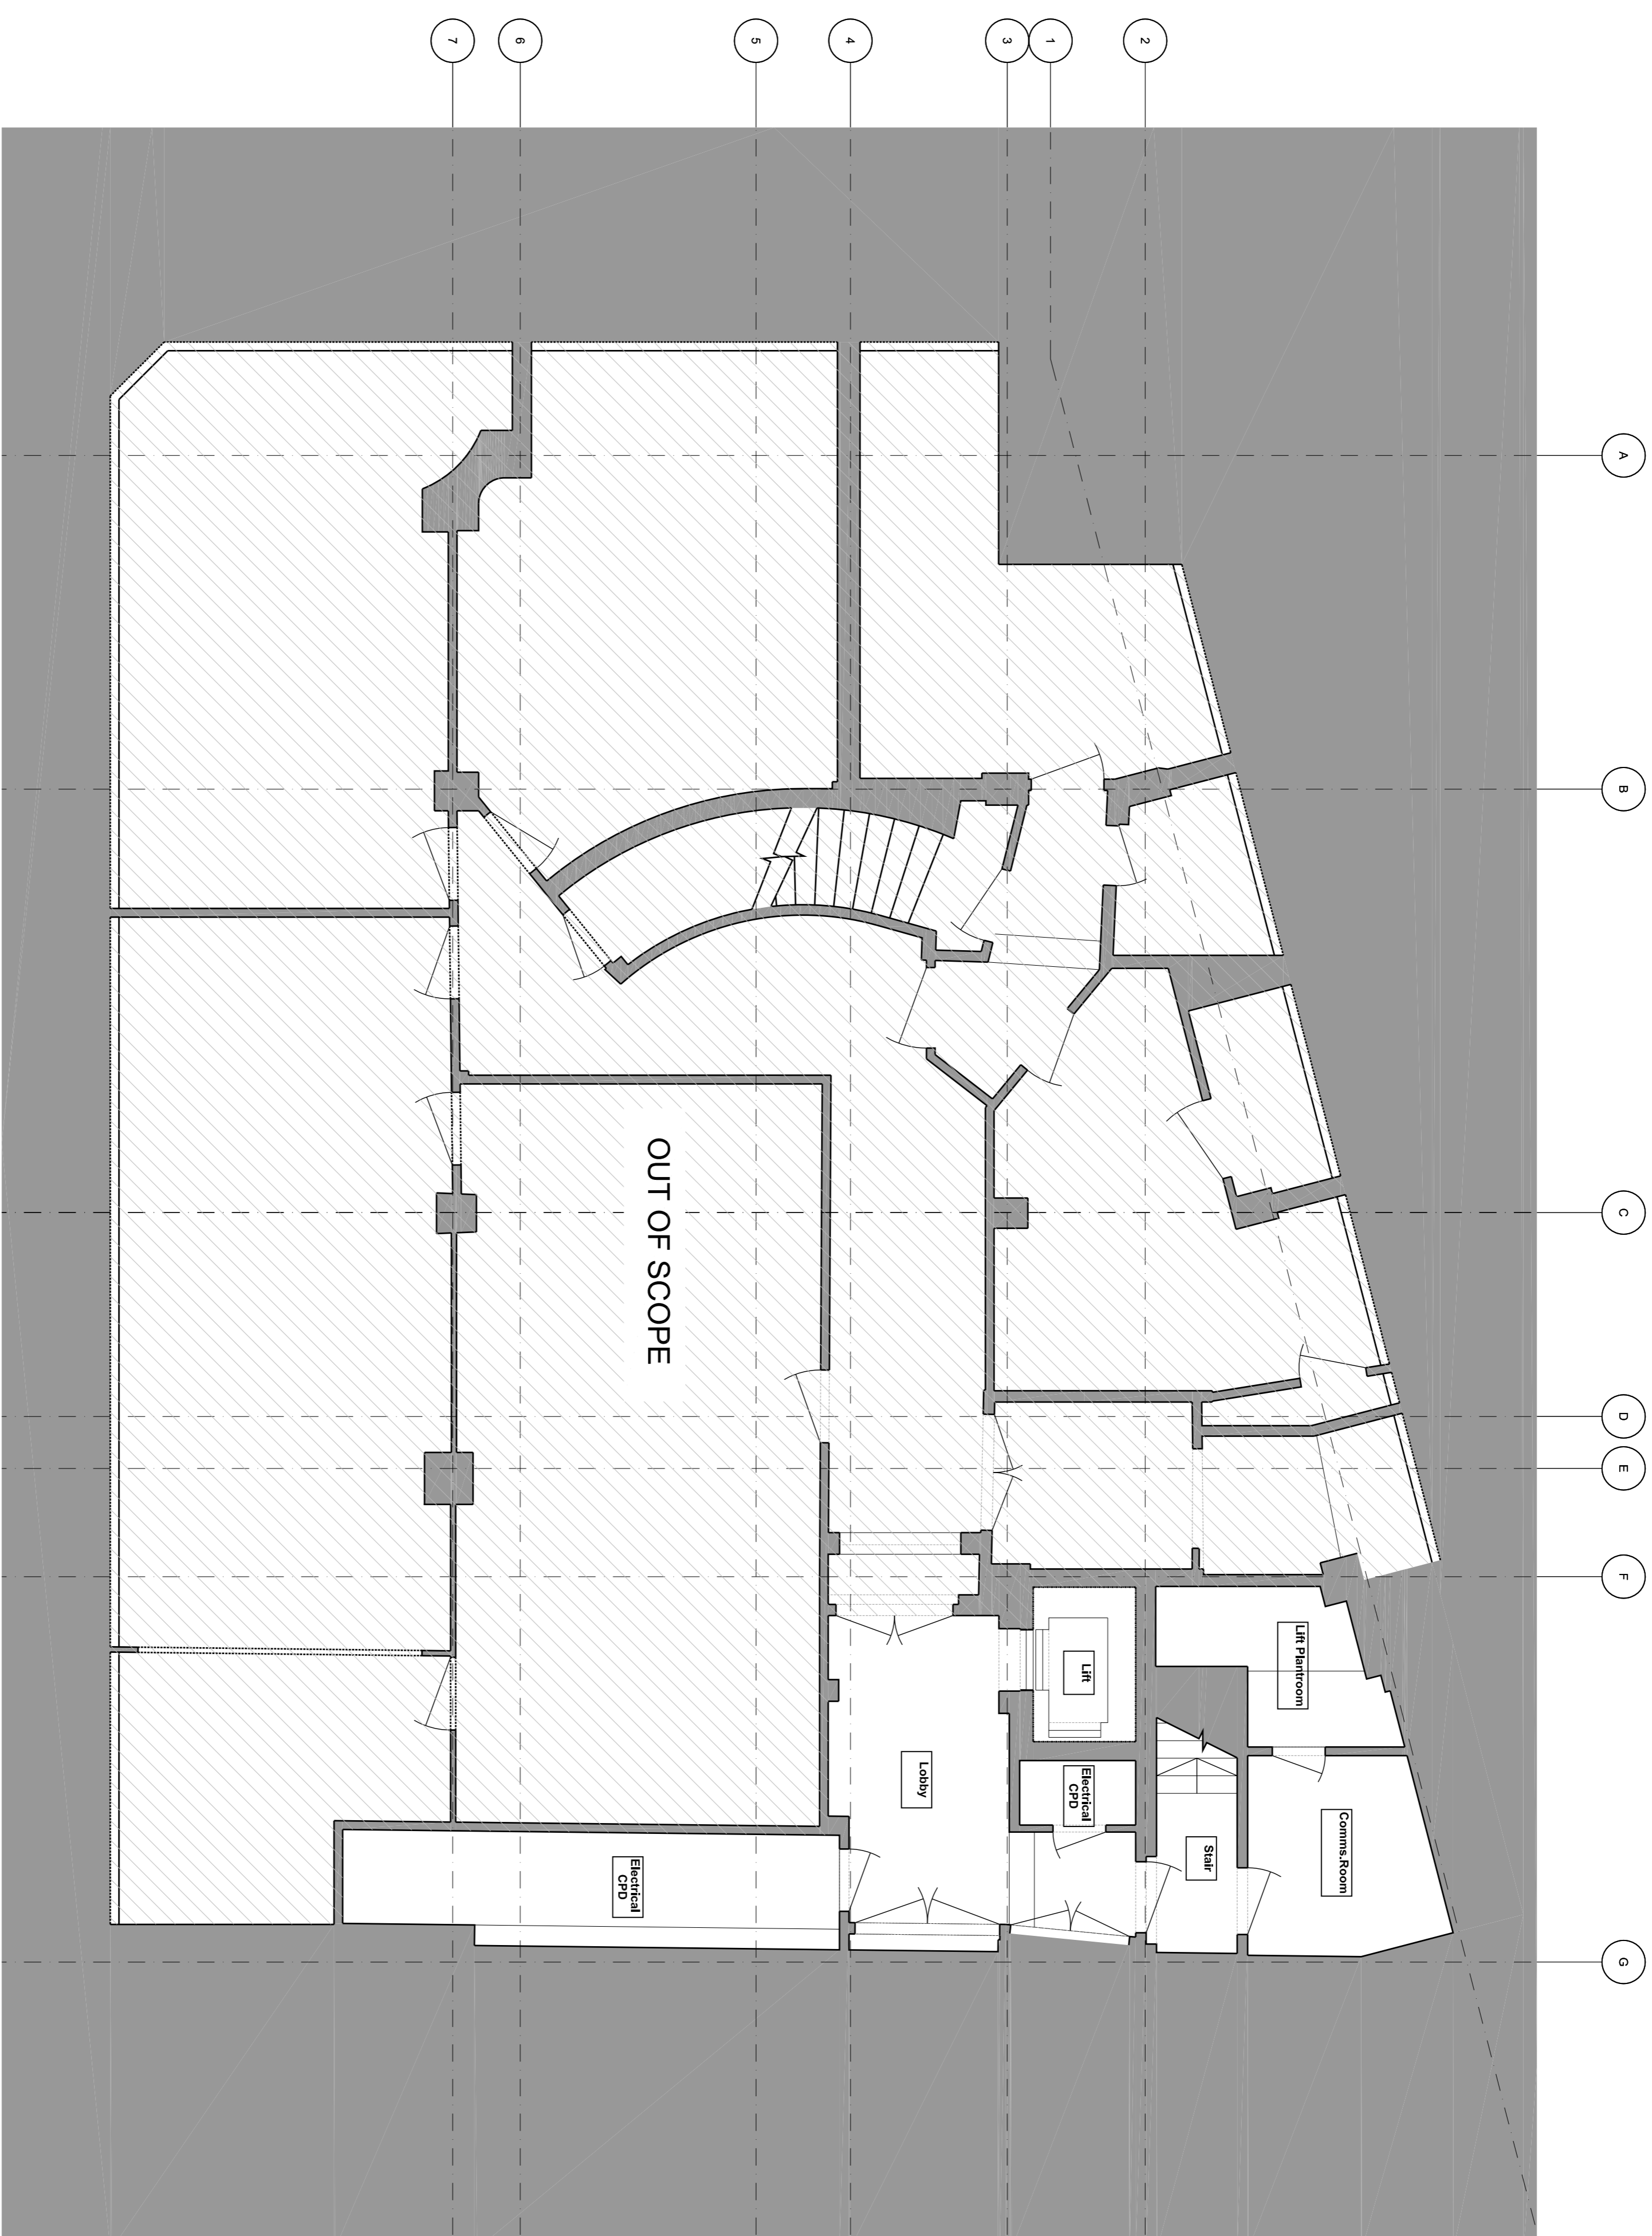 7
6
5
4
3
1
2
A
B
C
D
E
F
G
OUT OF SCOPE
Lift Plantroom
Lift
Lobby
Electrical
CPD
Stair
Comms.Room
Electrical
CPD